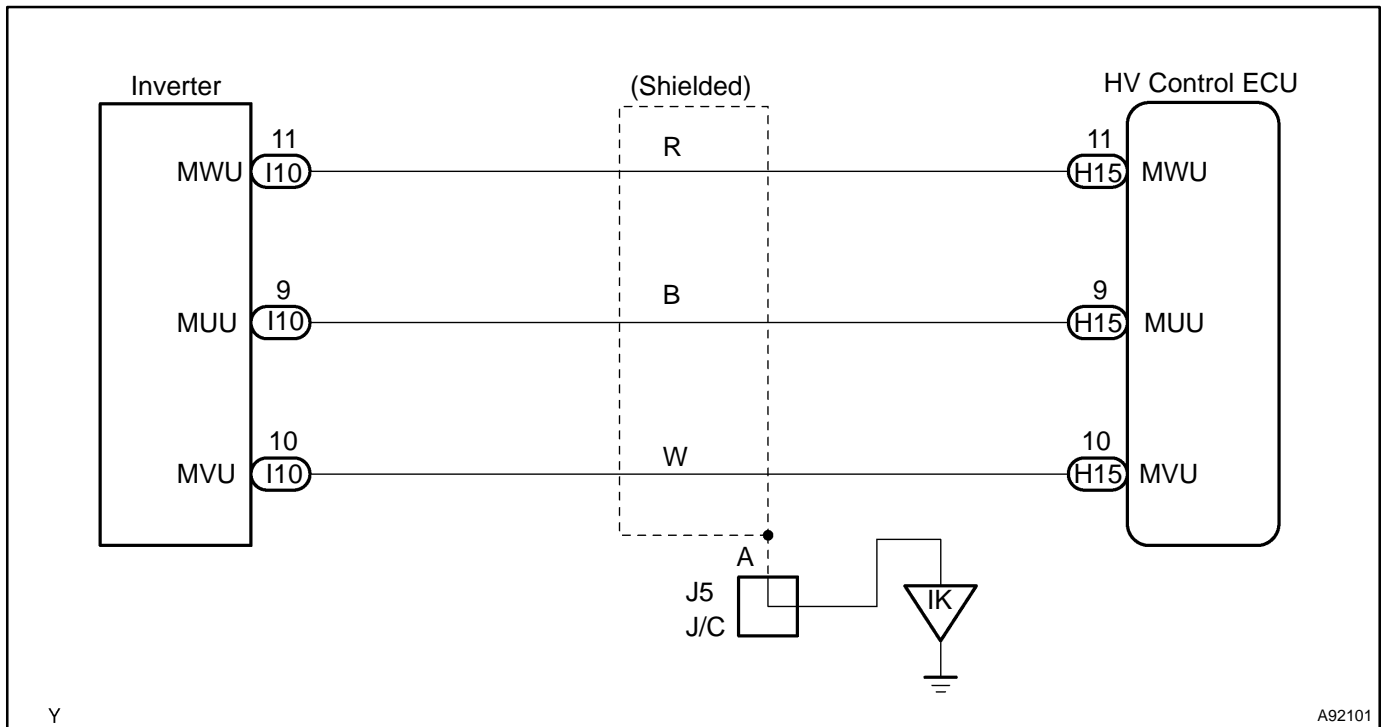 Inverter
(Shielded)
HV Control ECU
11
R
11
MWU
I10
H15
MWU
9
B
9
MUU
I10
H15
MUU
10
W
10
MVU
I10
H15
MVU
A
J5
J/C
IK
Y
A92101